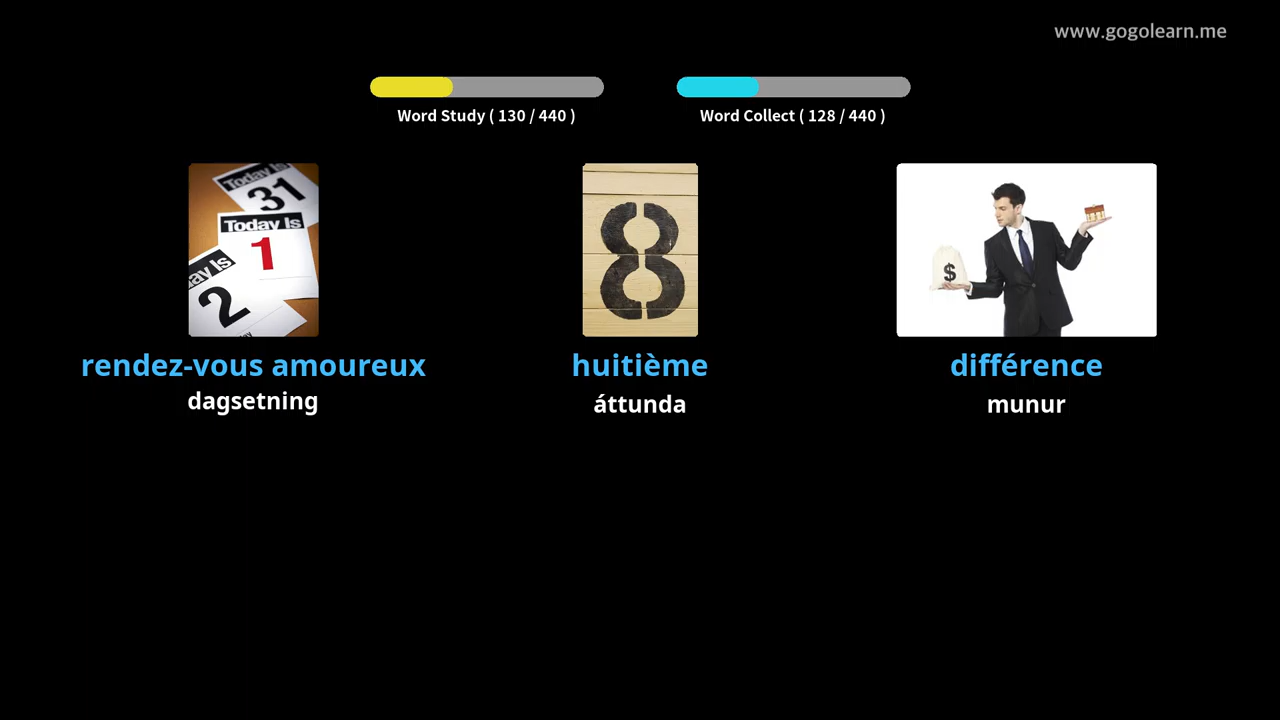 www.gogolearn.me
Word Study ( 130 / 440 )
Word Collect ( 128 / 440 )
Today Is
31
Today Is
1
ay Is
2
8
$
rendez-vous amoureux
huitième
différence
dagsetning
áttunda
munur